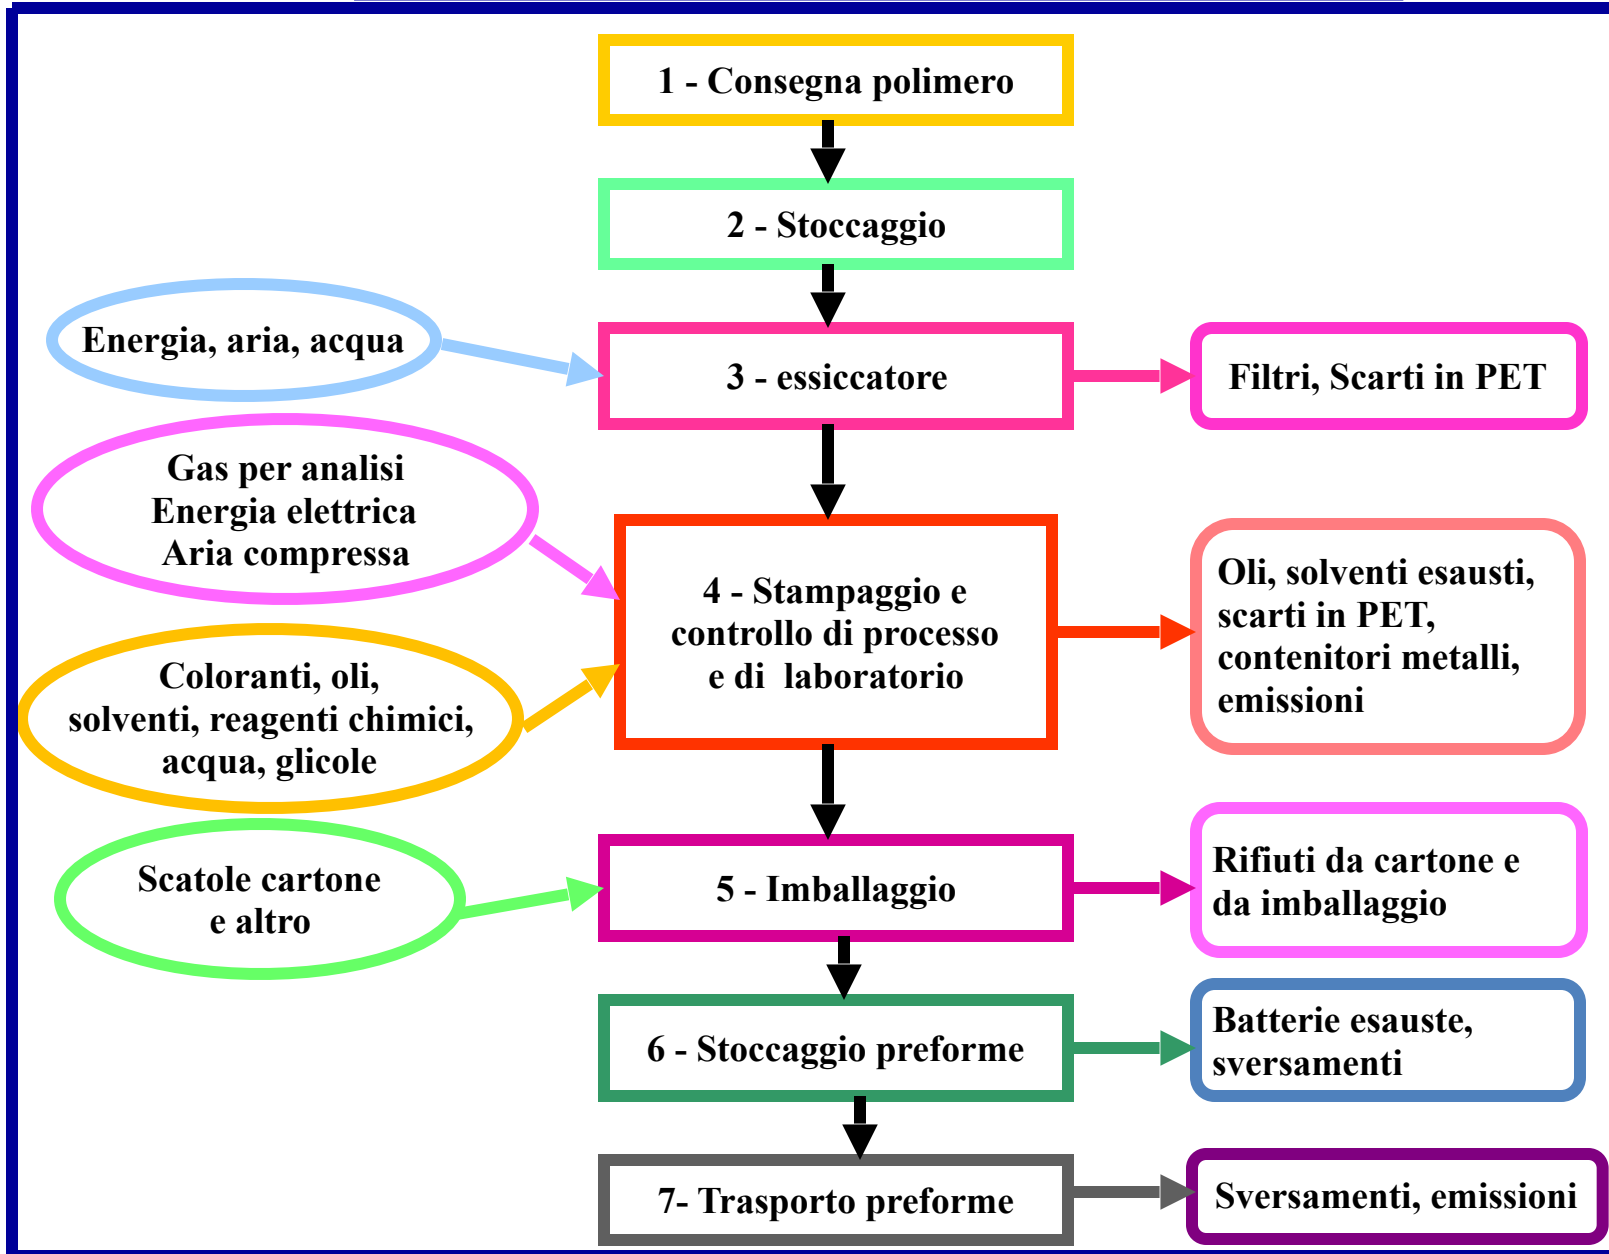 1 - Consegna polimero
2 - Stoccaggio
Energia, aria, acqua
3 - essiccatore
Filtri, Scarti in PET
Gas per analisi
Energia elettrica
Aria compressa
4 - Stampaggio e
controllo di processo
e di laboratorio
Oli, solventi esausti,
scarti in PET,
contenitori metalli,
emissioni
Coloranti, oli,
solventi, reagenti chimici,
acqua, glicole
Scatole cartone
e altro
5 - Imballaggio
Rifiuti da cartone e
da imballaggio
6 - Stoccaggio preforme
Batterie esauste,
sversamenti
7- Trasporto preforme
Sversamenti, emissioni